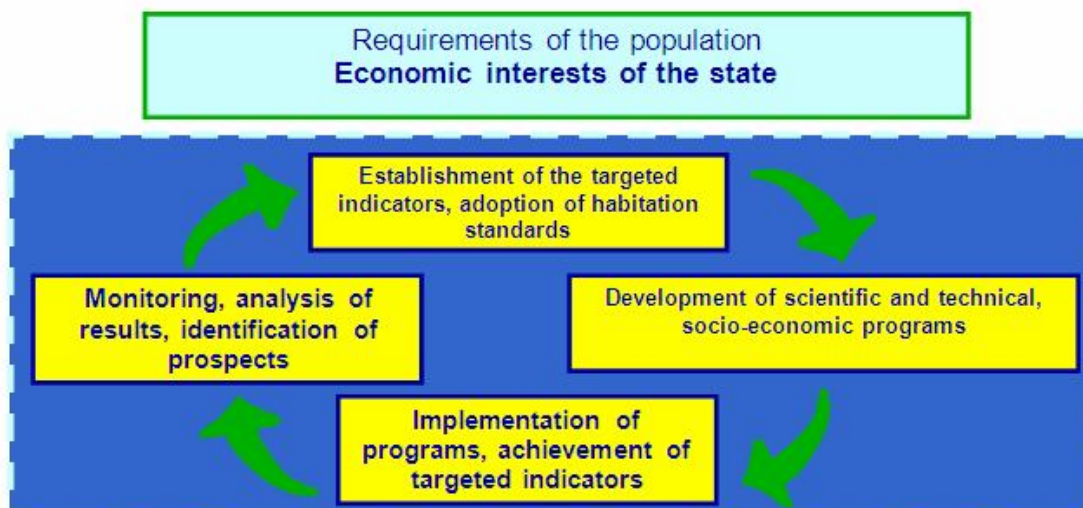 Requirements of the population
Economic interests of the state
Establishment of the targeted
indicators, adoption of habitation
standards
Monitoring, analysis of
results, identification of
prospects
Development of scientific and technical,
socio-economic programs
Implementation of
programs, achievement of
targeted indicators